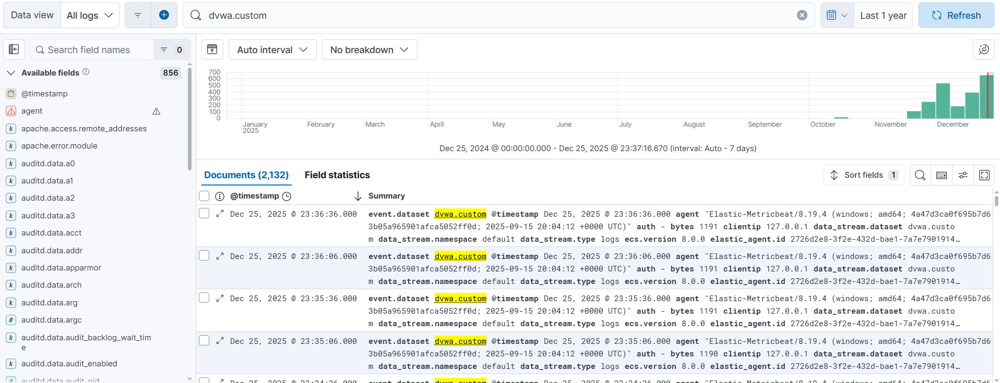 Data view
All logs
dvwa.custom
Last 1 year
Refresh
Search field names
0
Available fields
856
@timestamp
agent
apache.access.remote_addresses
apache.error.module
auditd.data.a0
auditd.data.a1
auditd.data.a2
auditd.data.a3
auditd.data.acct
auditd.data.addr
auditd.data.apparmor
auditd.data.arch
auditd.data.arg
auditd.data.argc
auditd.data.audit_backlog_wait_tim
e
auditd.data.audit_enabled
auditd.data.audit_pid
Auto interval
No breakdown
700
600
500
400
300
200
100
0
January February March April May June July August September October November December
2025
Dec 25, 2024 @ 00:00:00.000 - Dec 25, 2025 @ 23:37:16.670 (interval: Auto - 7 days)
Documents (2,132)
Field statistics
Sort fields 1
@timestamp
Summary
Dec 25, 2025 @ 23:36:36.000 event.dataset dvwa.custom @timestamp Dec 25, 2025 @ 23:36:36.000 agent "Elastic-Metricbeat/8.19.4 (windows; amd64; 4a47d3ca0f695b7d6
3b05a965901afca5052ff0d; 2025-09-15 20:04:12 +0000 UTC)" auth - bytes 1191 clientip 127.0.0.1 data_stream.dataset dvwa.custo
m data_stream.namespace default data_stream.type logs ecs.version 8.0.0 elastic_agent.id 2726d2e8-3f2e-432d-bae1-7a7e7901914…
Dec 25, 2025 @ 23:36:06.000 event.dataset dvwa.custom @timestamp Dec 25, 2025 @ 23:36:06.000 agent "Elastic-Metricbeat/8.19.4 (windows; amd64; 4a47d3ca0f695b7d6
3b05a965901afca5052ff0d; 2025-09-15 20:04:12 +0000 UTC)" auth - bytes 1191 clientip 127.0.0.1 data_stream.dataset dvwa.custo
m data_stream.namespace default data_stream.type logs ecs.version 8.0.0 elastic_agent.id 2726d2e8-3f2e-432d-bae1-7a7e7901914…
Dec 25, 2025 @ 23:35:36.000 event.dataset dvwa.custom @timestamp Dec 25, 2025 @ 23:35:36.000 agent "Elastic-Metricbeat/8.19.4 (windows; amd64; 4a47d3ca0f695b7d6
3b05a965901afca5052ff0d; 2025-09-15 20:04:12 +0000 UTC)" auth - bytes 1191 clientip 127.0.0.1 data_stream.dataset dvwa.custo
m data_stream.namespace default data_stream.type logs ecs.version 8.0.0 elastic_agent.id 2726d2e8-3f2e-432d-bae1-7a7e7901914…
Dec 25, 2025 @ 23:35:06.000 event.dataset dvwa.custom @timestamp Dec 25, 2025 @ 23:35:06.000 agent "Elastic-Metricbeat/8.19.4 (windows; amd64; 4a47d3ca0f695b7d6
3b05a965901afca5052ff0d; 2025-09-15 20:04:12 +0000 UTC)" auth - bytes 1190 clientip 127.0.0.1 data_stream.dataset dvwa.custo
m data_stream.namespace default data_stream.type logs ecs.version 8.0.0 elastic_agent.id 2726d2e8-3f2e-432d-bae1-7a7e7901914…